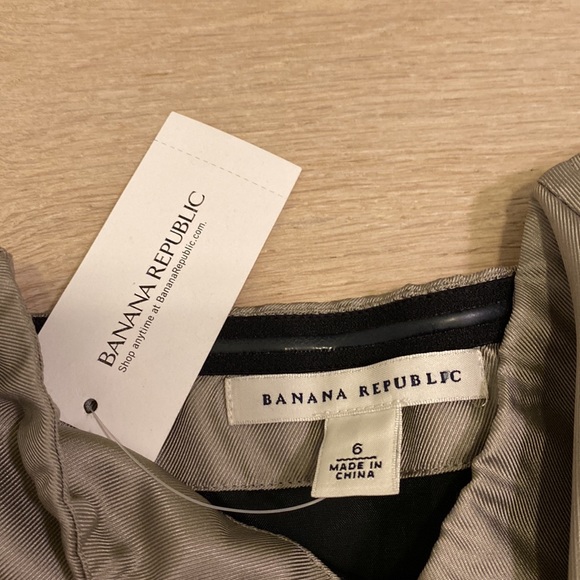 BANANA REPUBLIC
Shop anytime at BananaRepublic.com.
BANANA REPUBLIC
6
MADE IN
CHINA